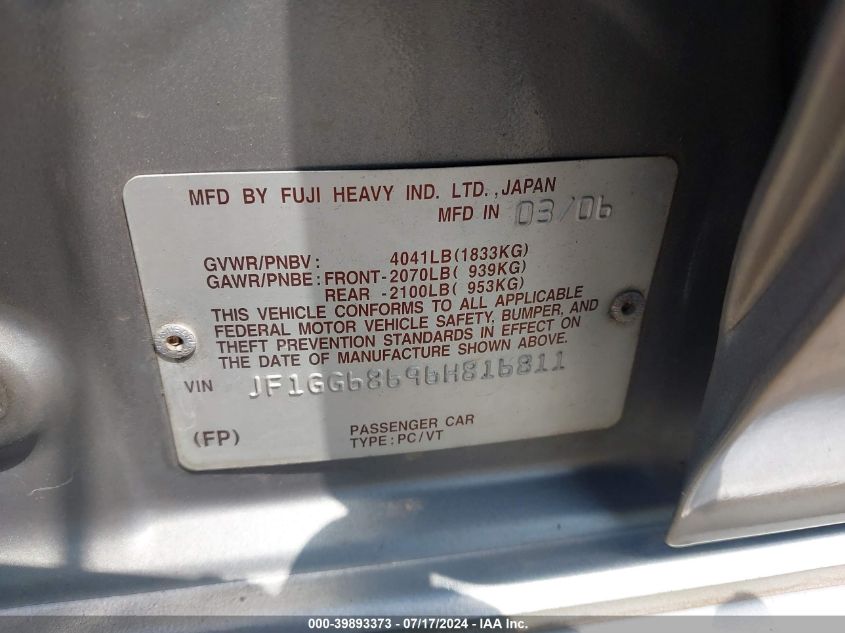 MFD BY FUJI HEAVY IND. LTD., JAPAN
MFD IN 03/06
GVWR/PNBV: 4041LB(1833KG)
GAWR/PNBE: FRONT-2070LB( 939KG)
REAR -2100LB( 953KG)
THIS VEHICLE CONFORMS TO ALL APPLICABLE
FEDERAL MOTOR VEHICLE SAFETY, BUMPER, AND
THEFT PREVENTION STANDARDS IN EFFECT ON
THE DATE OF MANUFACTURE SHOWN ABOVE.
VIN JF1GG68696H816811
(FP)
PASSENGER CAR
TYPE: PC/VT
000-39893373 - 07/17/2024 - IAA Inc.